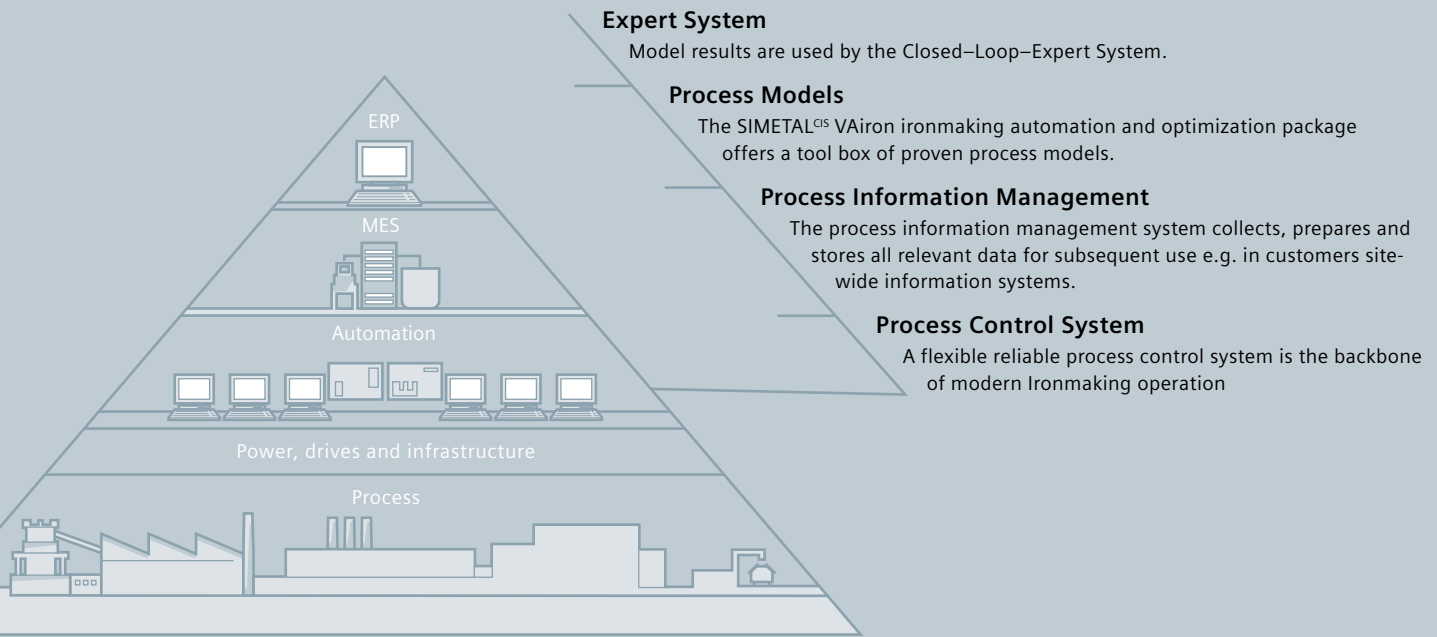 ERP
MES
Automation
Power, drives and infrastructure
Process
Expert System
Model results are used by the Closed–Loop–Expert System.
Process Models
The SIMETALCIS VAiron ironmaking automation and optimization package
offers a tool box of proven process models.
Process Information Management
The process information management system collects, prepares and
stores all relevant data for subsequent use e.g. in customers site-
wide information systems.
Process Control System
A flexible reliable process control system is the backbone
of modern Ironmaking operation